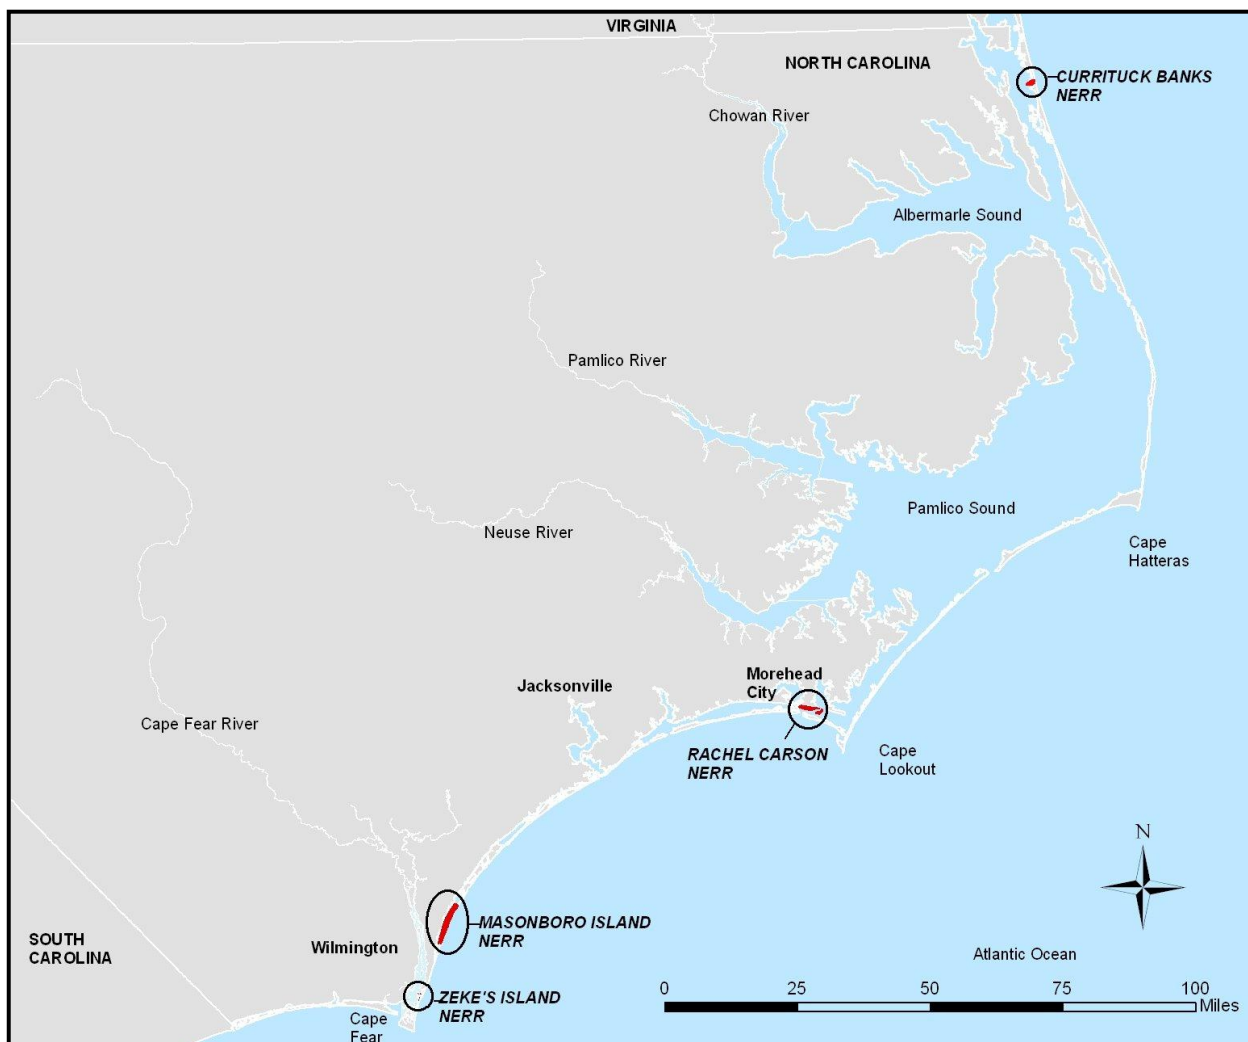 VIRGINIA
NORTH CAROLINA
CURRITUCK BANKS
NERR
Chowan River
Albermarle Sound
Pamlico River
Pamlico Sound
Neuse River
Cape
Hatteras
Morehead
City
Jacksonville
Cape Fear River
RACHEL CARSON
NERR
Cape
Lookout
N
MASONBORO ISLAND
NERR
SOUTH
CAROLINA
Wilmington
Atlantic Ocean
ZEKE'S ISLAND
NERR
Cape
Fear
0 25 50 75 100
Miles